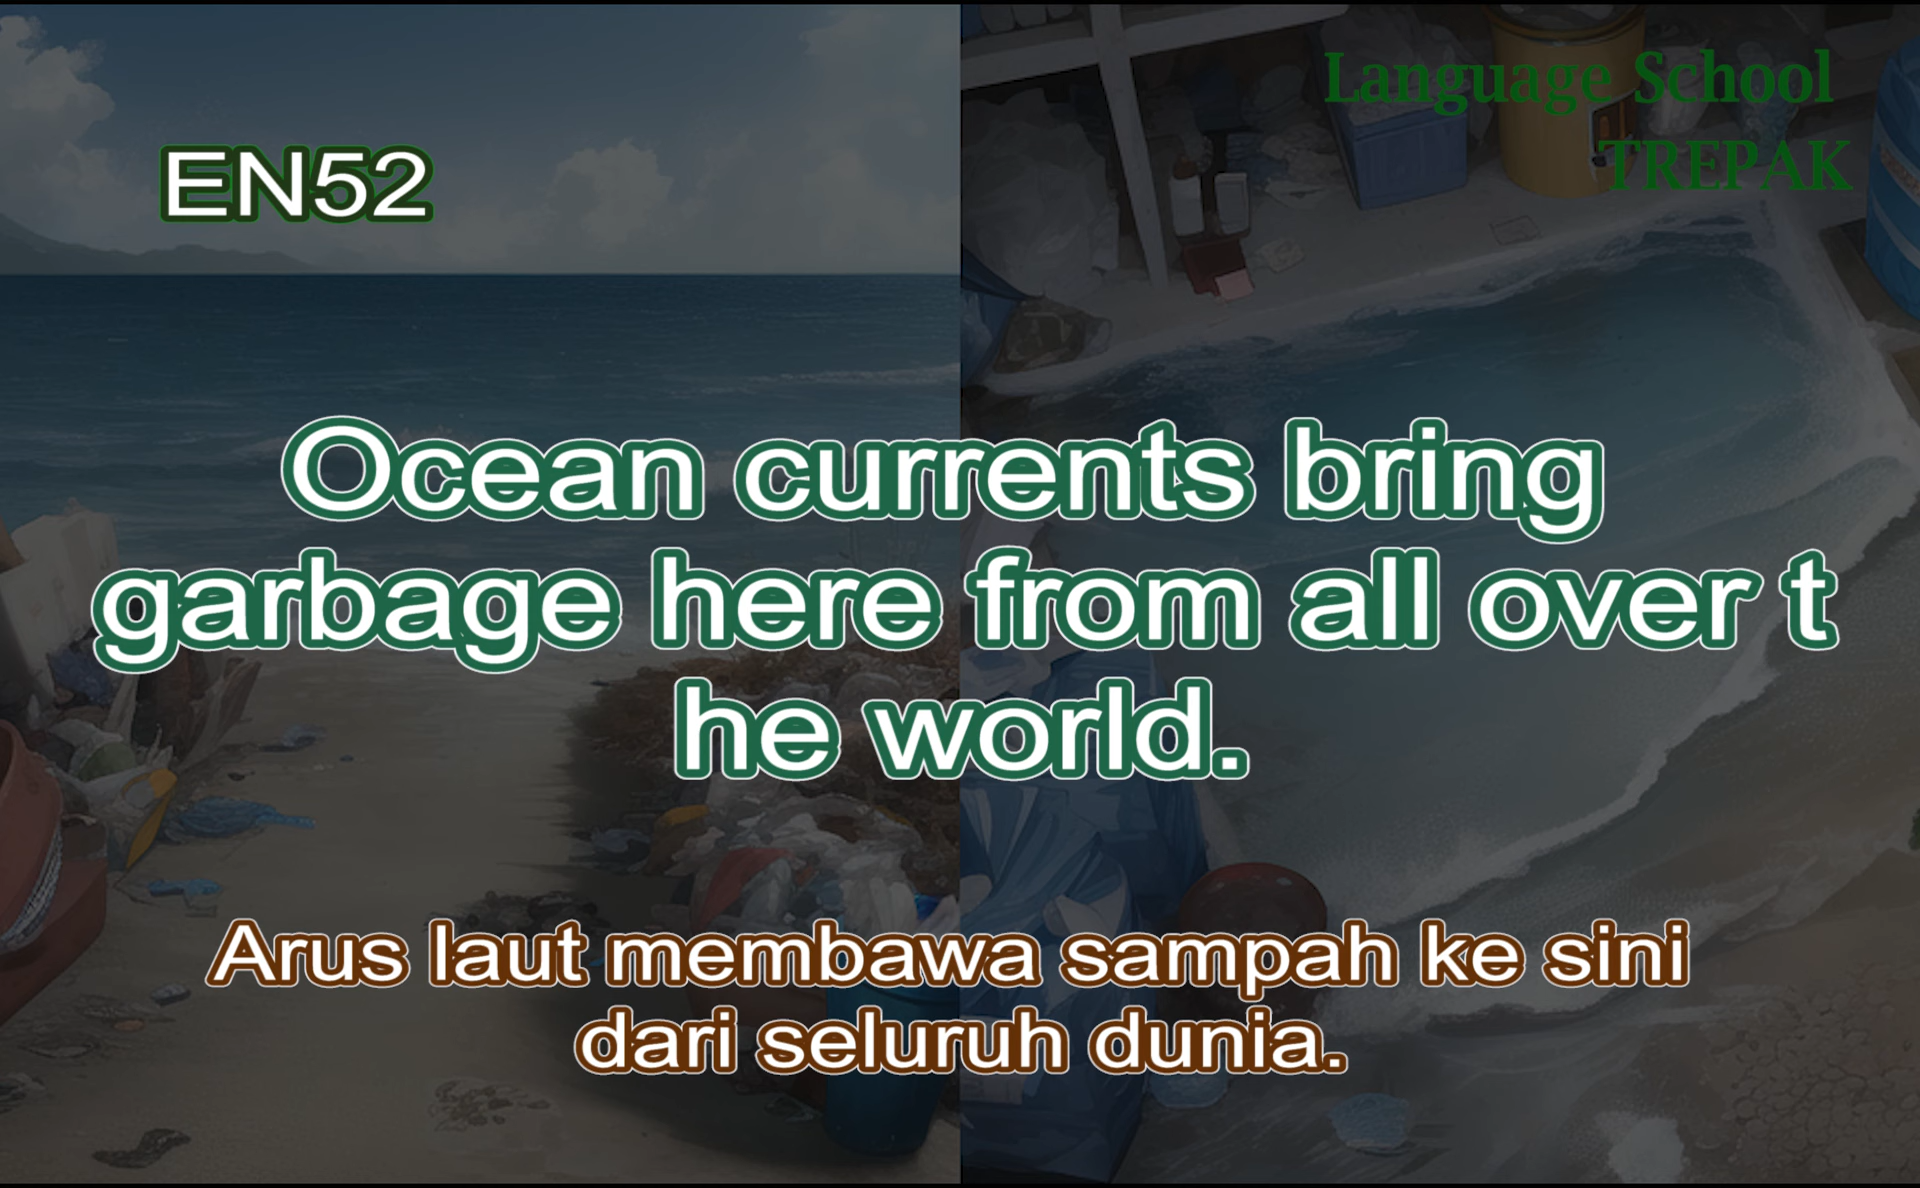 Language School
TREPAK
EN52
Ocean currents bring
garbage here from all over t
he world.
Arus laut membawa sampah ke sini
dari seluruh dunia.